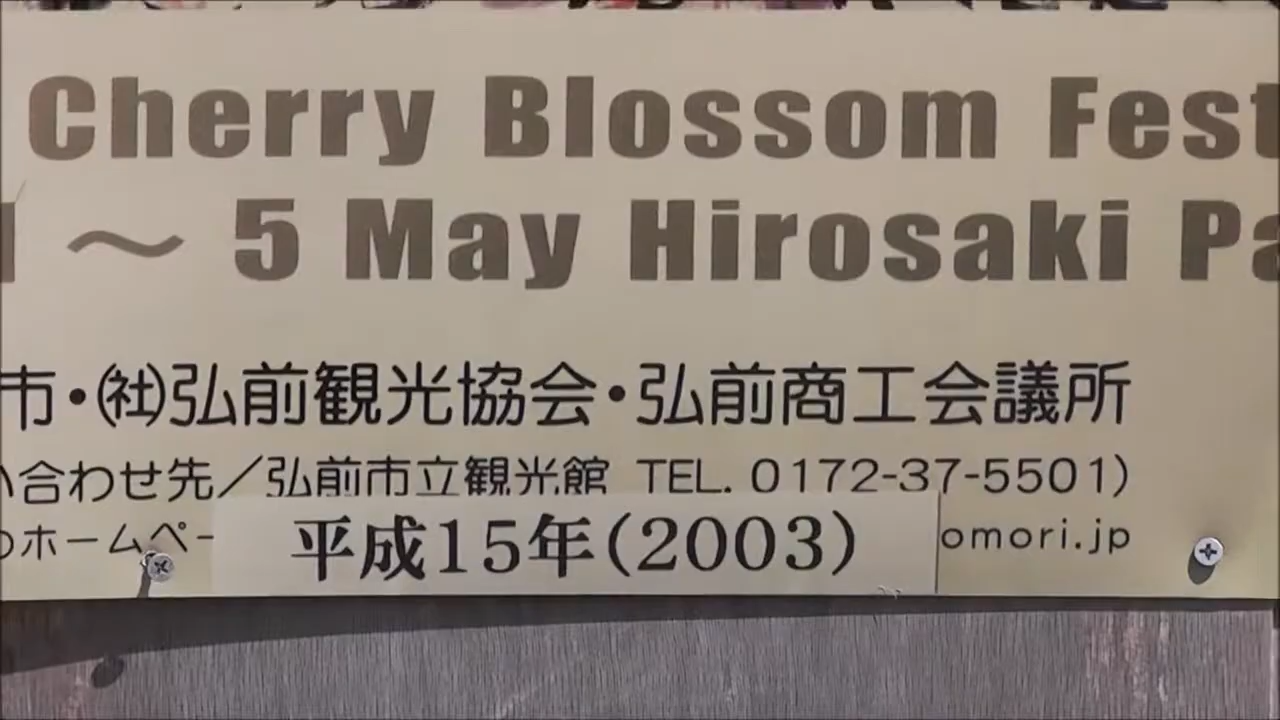 Cherry Blossom Fest
～ 5 May Hirosaki Pa
市・(社)弘前観光協会・弘前商工会議所
い合わせ先／弘前市立観光館 TEL. 0172-37-5501)
ホームペー
omori.jp
平成15年(2003)